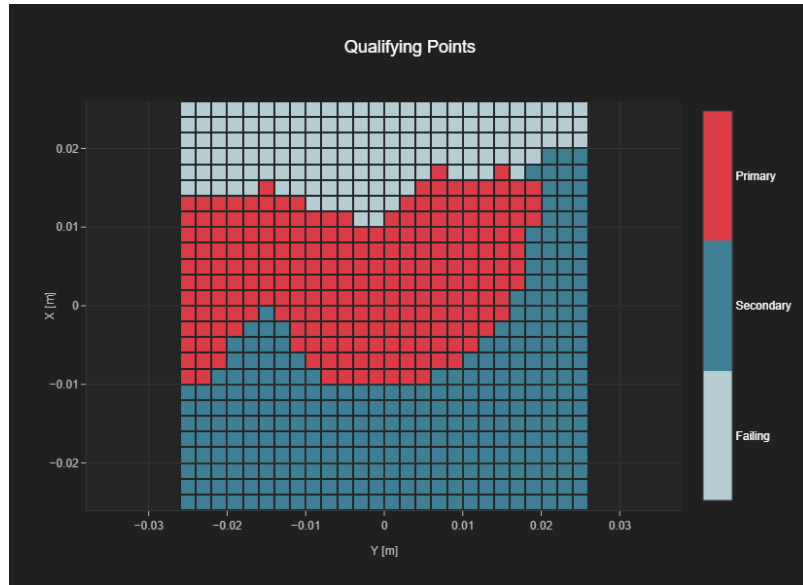 Qualifying Points
0.02
0.01
0
−0.01
−0.02
X [m]
−0.03
−0.02
−0.01
0
0.01
0.02
0.03
Y [m]
Primary
Secondary
Failing